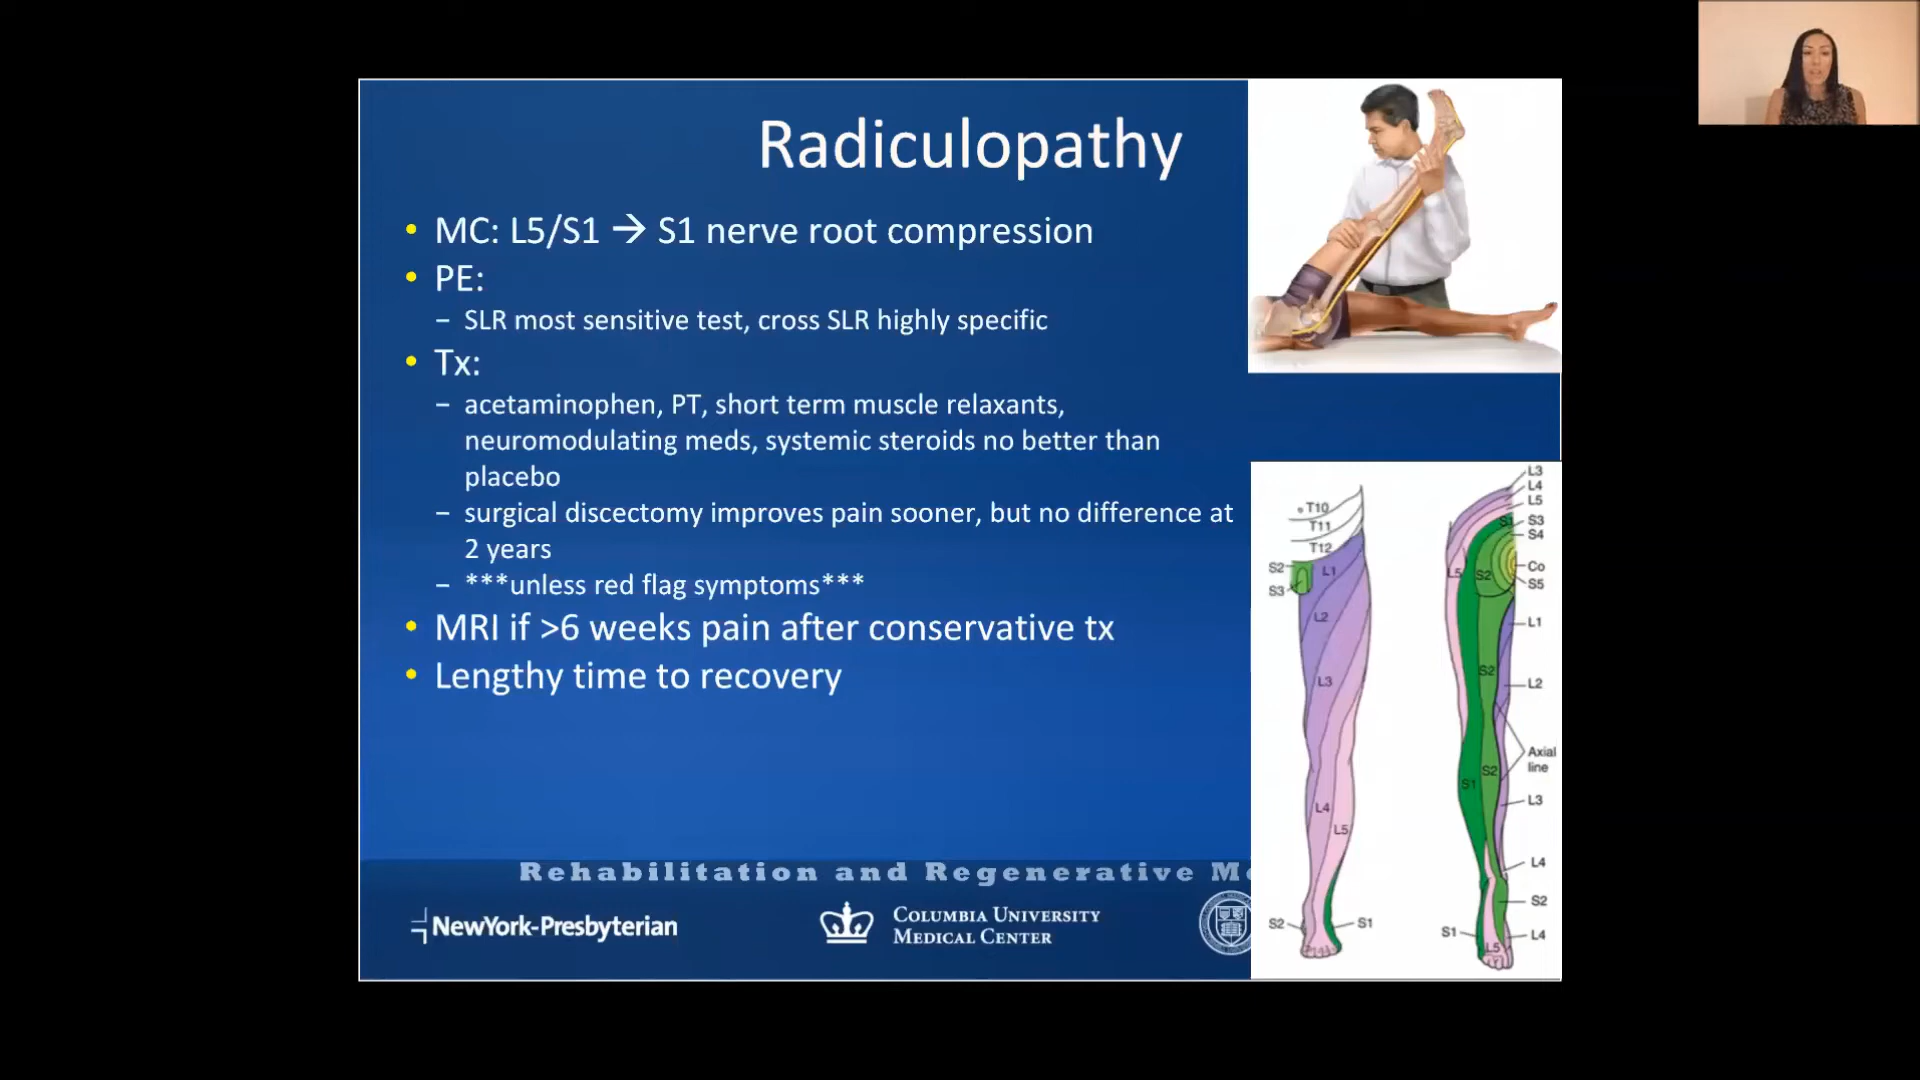 Radiculopathy
• MC: L5/S1 → S1 nerve root compression
• PE:
– SLR most sensitive test, cross SLR highly specific
• Tx:
– acetaminophen, PT, short term muscle relaxants,
neuromodulating meds, systemic steroids no better than
placebo
– surgical discectomy improves pain sooner, but no difference at
2 years
– ***unless red flag symptoms***
• MRI if >6 weeks pain after conservative tx
• Lengthy time to recovery
T10
T11
T12
S2
S3
L1
L2
L3
L4
L5
S2
S1
L3
L4
L5
S1
S3
S4
L5
S2
Co
S5
L1
S2
L2
Axial
line
S2
S1
L3
L4
S2
S1
L4
L5
Rehabilitation and Regenerative
NewYork-Presbyterian
COLUMBIA UNIVERSITY
MEDICAL CENTER